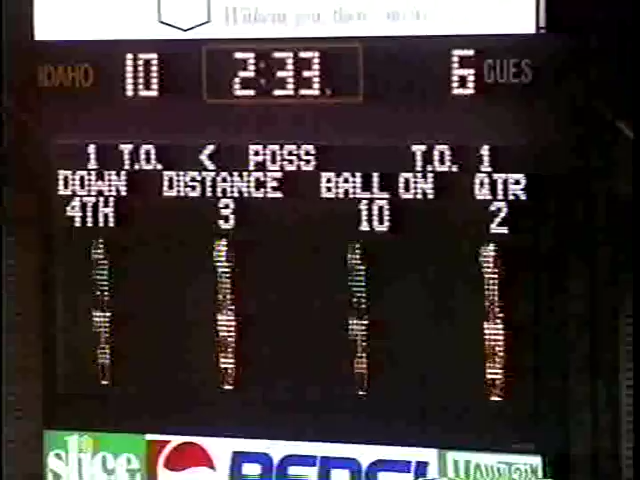 IDAHO 10 2:33 6 GUES
1 T.O. < POSS T.O. 1
DOWN DISTANCE BALL ON QTR
4TH 3 10 2
slice PEPSI MOUNTAIN